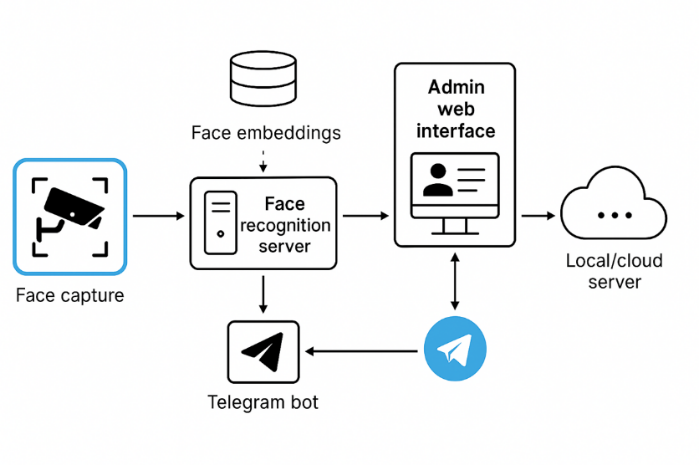 Face embeddings
Admin
web
interface
Face
recognition
server
Face capture
Local/cloud
server
Telegram bot